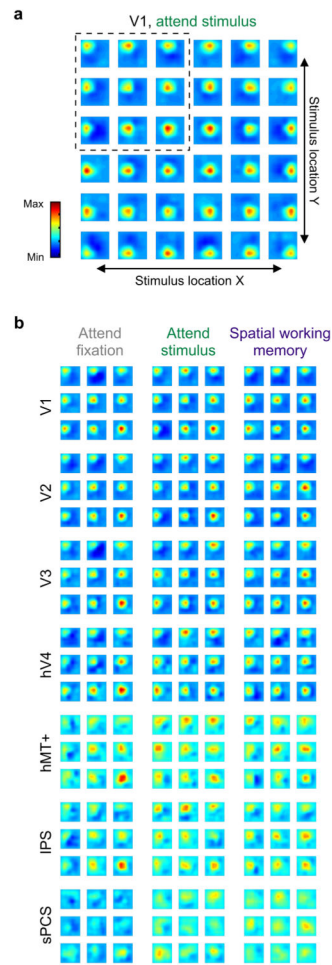 a
V1, attend stimulus
Stimulus location Y
Max
Min
Stimulus location X
b
Attend
fixation
Attend
stimulus
Spatial working
memory
V1
V2
V3
hV4
hMT+
IPS
sPCS